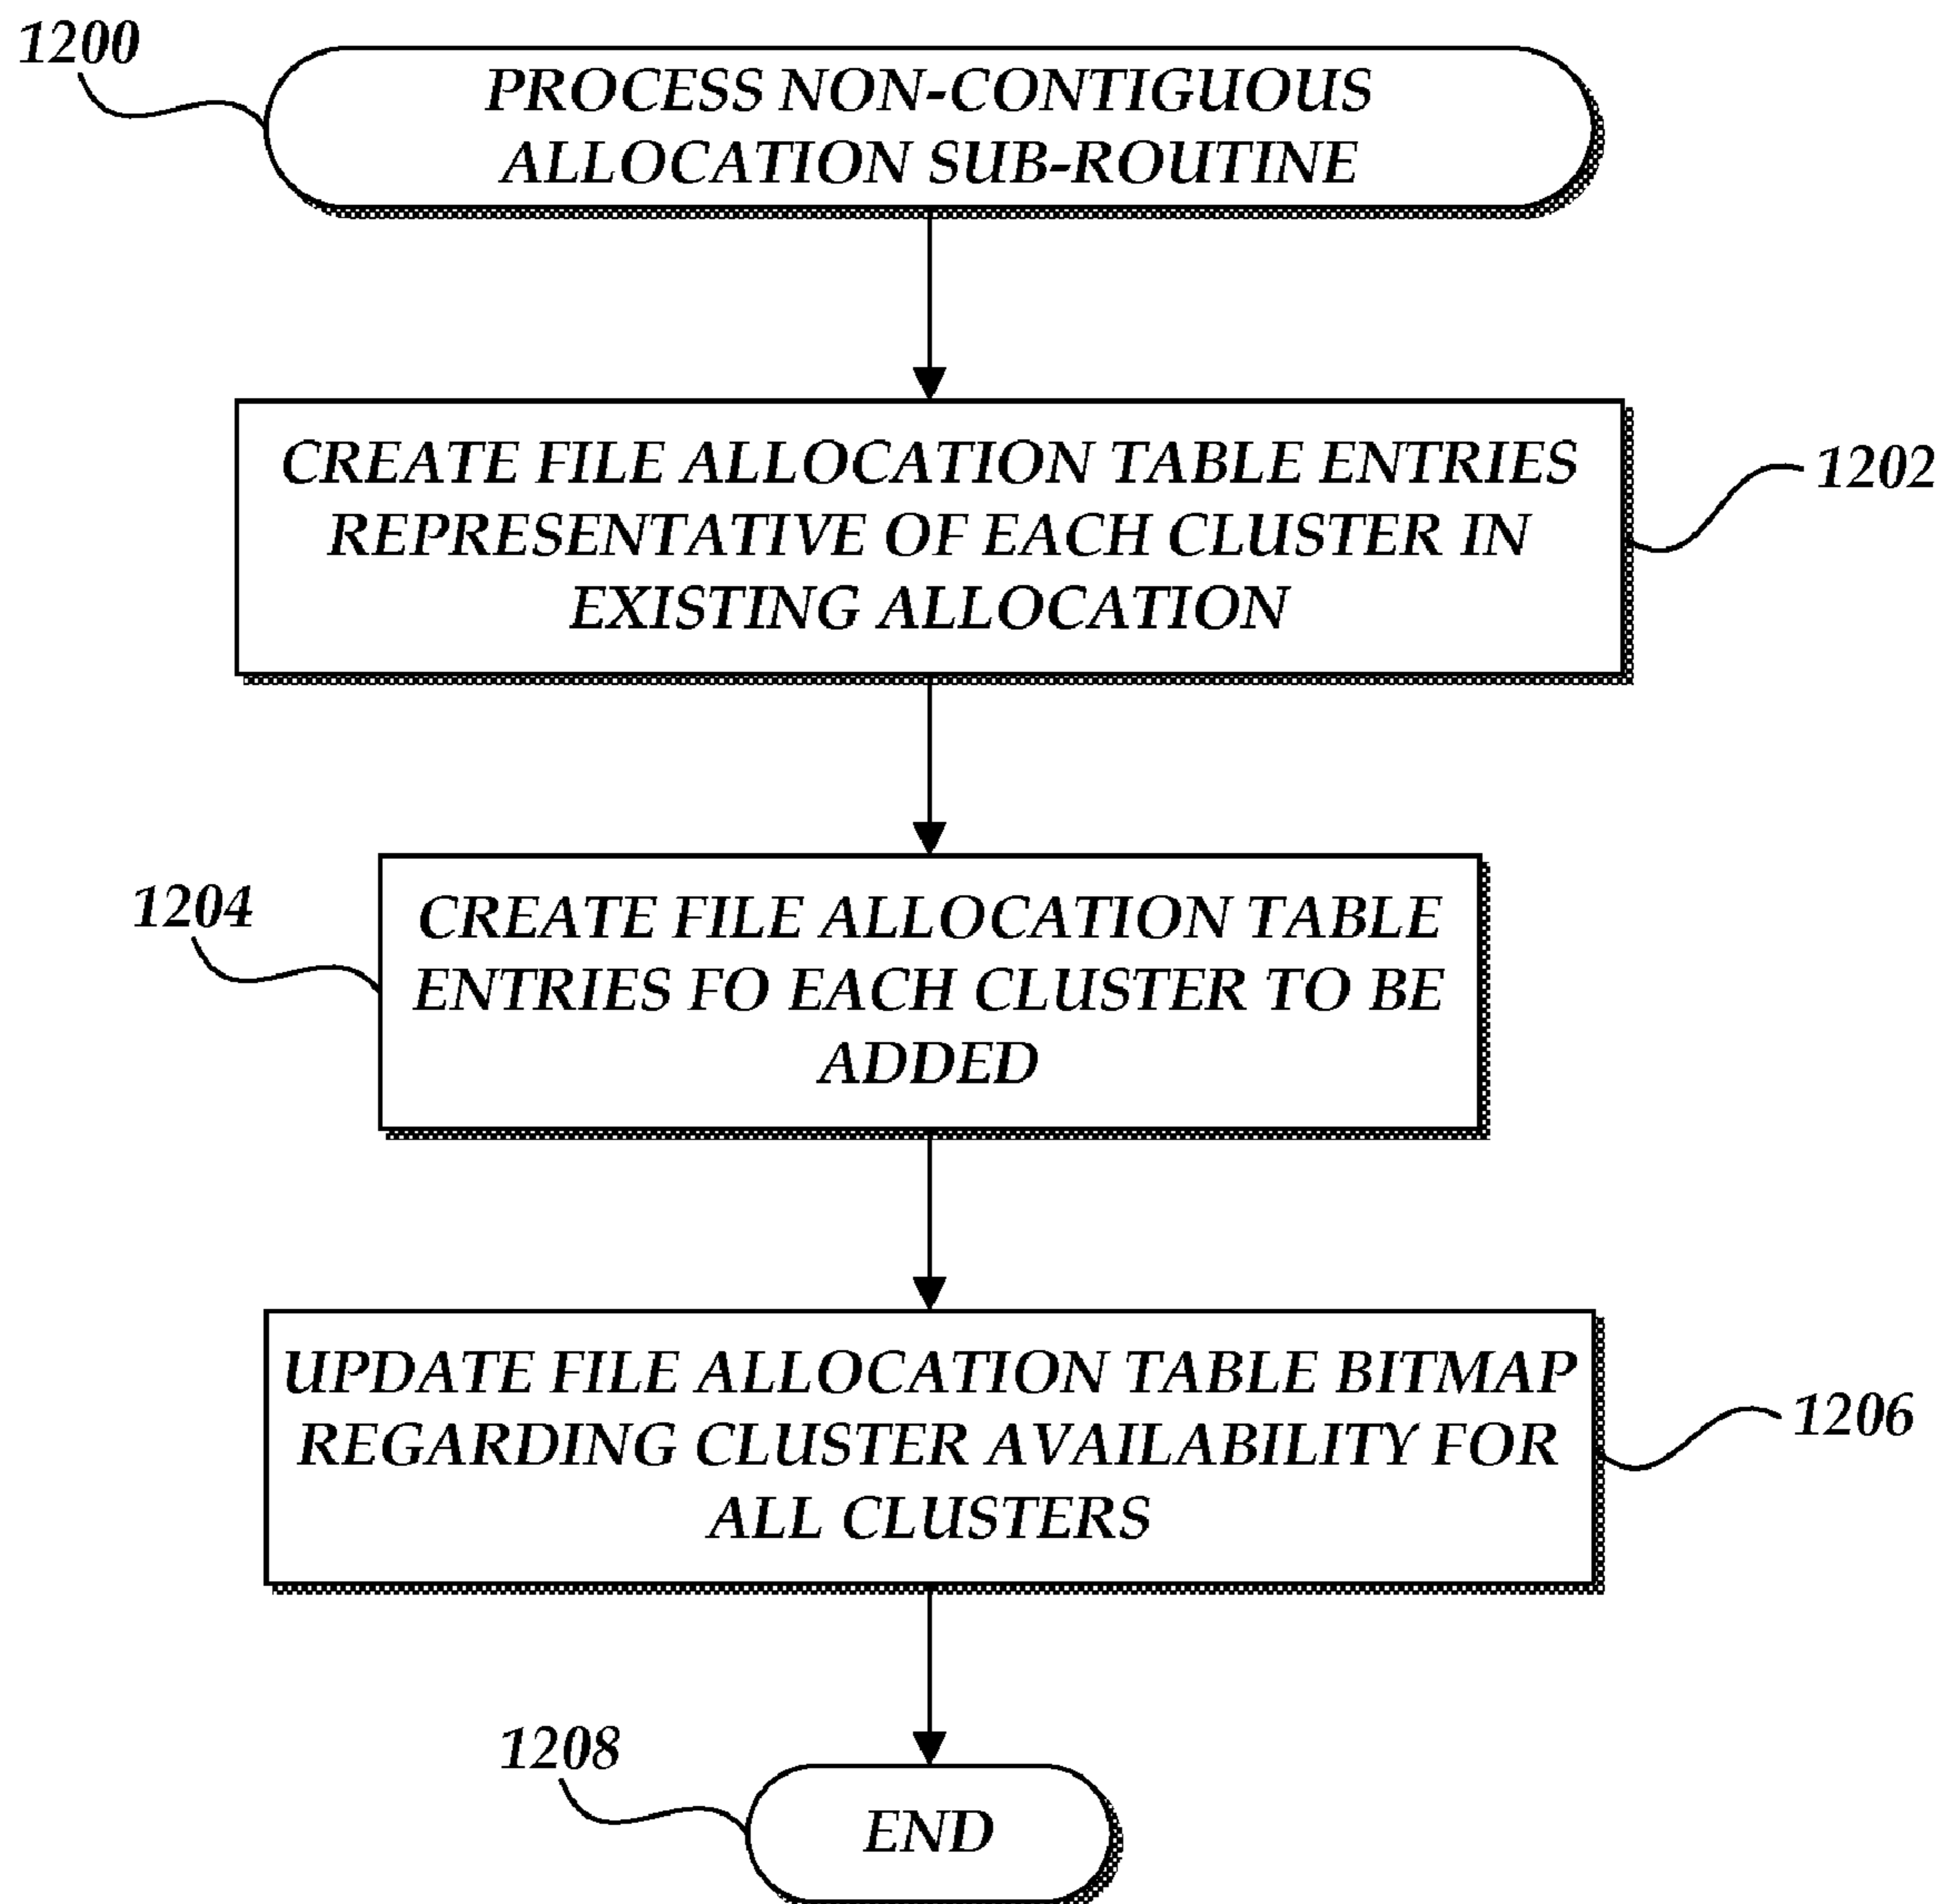 1200
PROCESS NON-CONTIGUOUS
ALLOCATION SUB-ROUTINE
CREATE FILE ALLOCATION TABLE ENTRIES
REPRESENTATIVE OF EACH CLUSTER IN
EXISTING ALLOCATION
1202
1204
CREATE FILE ALLOCATION TABLE
ENTRIES FO EACH CLUSTER TO BE
ADDED
UPDATE FILE ALLOCATION TABLE BITMAP
REGARDING CLUSTER AVAILABILITY FOR
ALL CLUSTERS
1206
1208
END